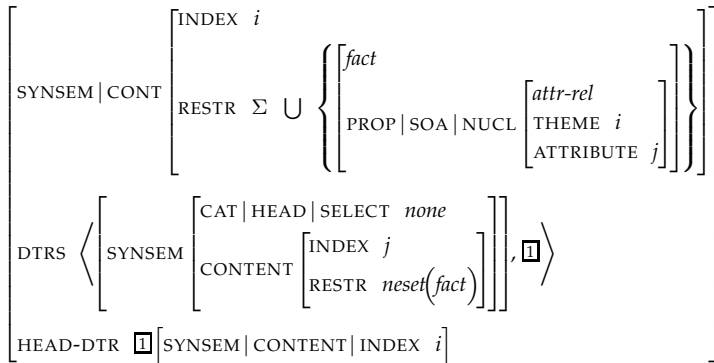 SYNSEM|CONT [INDEX i
RESTR Σ ∪ {[fact
PROP|SOA|NUCL [attr-rel
THEME i
ATTRIBUTE j]]}]
DTRS ⟨[SYNSEM [CAT|HEAD|SELECT none
CONTENT [INDEX j
RESTR neset(fact)]]], 1⟩
HEAD-DTR 1 [SYNSEM|CONTENT|INDEX i]